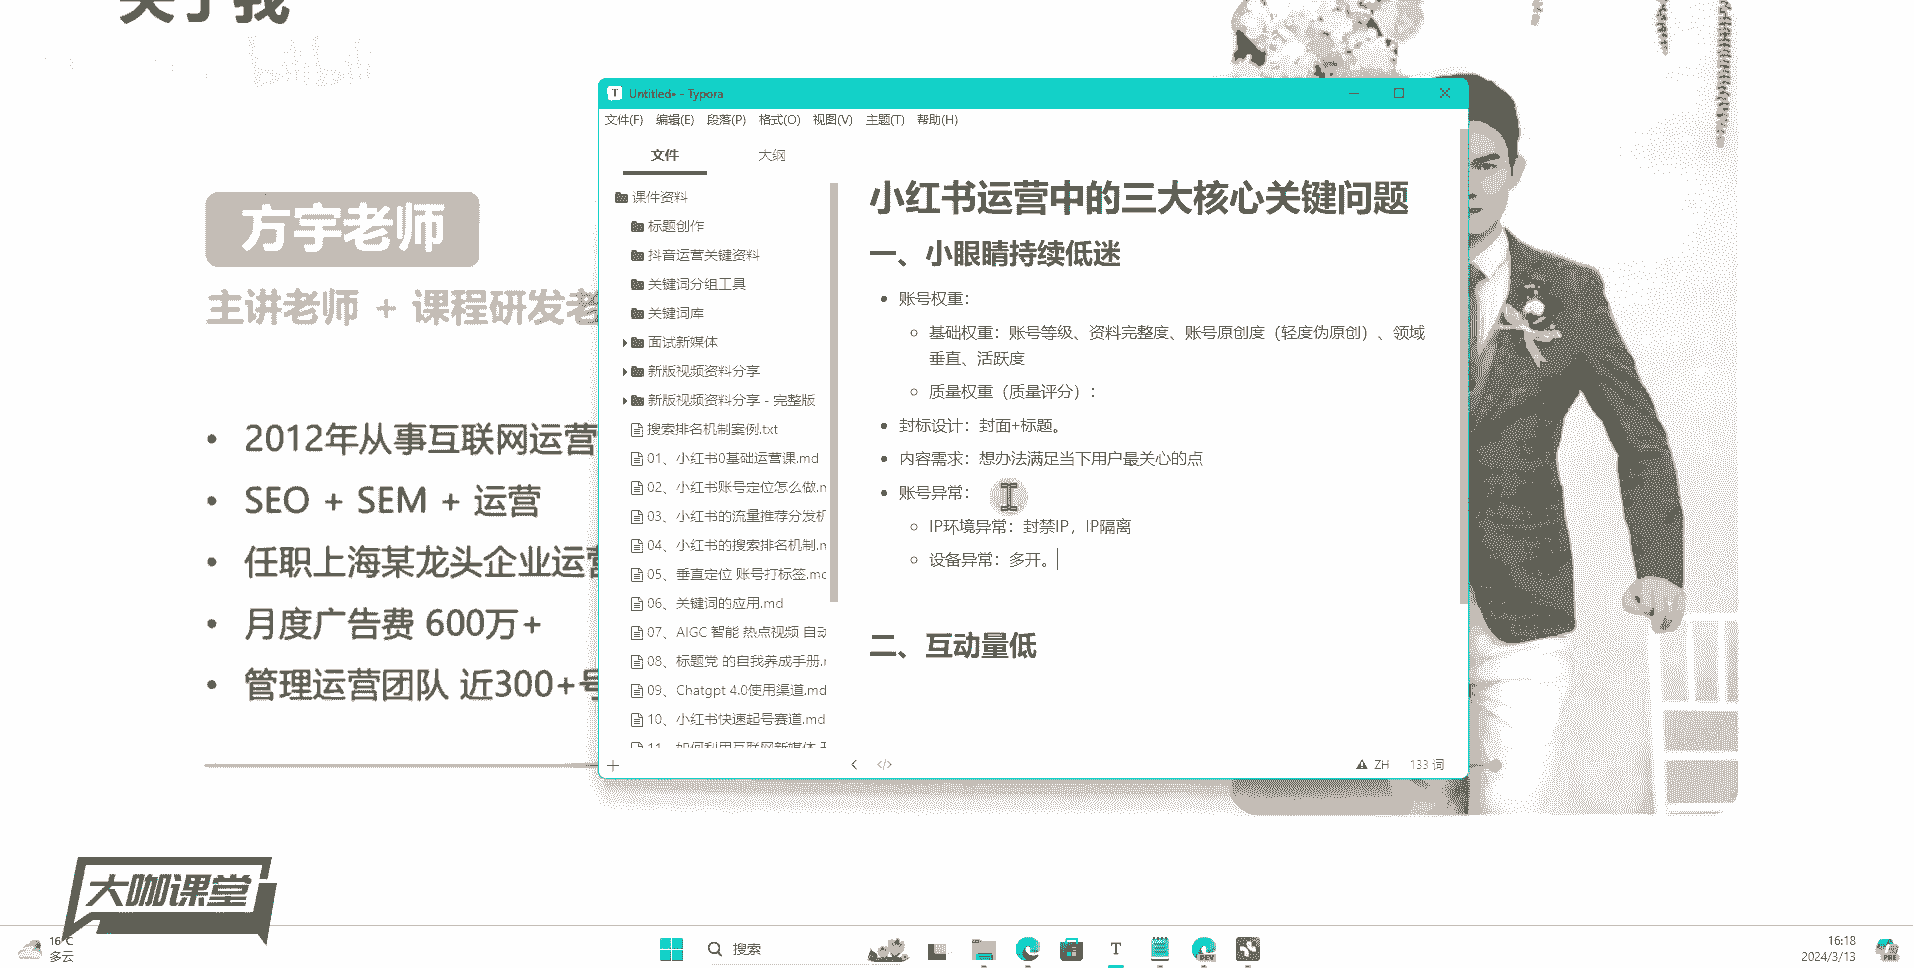 关于我
bilibili
方宇老师
主讲老师 + 课程研发老
2012年从事互联网运营
SEO + SEM + 运营
任职上海某龙头企业运营
月度广告费 600万+
管理运营团队 近300+号
Untitled• - Typora
文件(F) 编辑(E) 段落(P) 格式(O) 视图(V) 主题(T) 帮助(H)
文件 大纲
课件资料
标题创作
抖音运营关键资料
关键词分组工具
关键词库
面试新媒体
新版视频资料分享
新版视频资料分享 - 完整版
搜索排名机制案例.txt
01、小红书0基础运营课.md
02、小红书账号定位怎么做.m
03、小红书的流量推荐分发机
04、小红书的搜索排名机制.m
05、垂直定位 账号打标签.md
06、关键词的应用.md
07、AIGC 智能 热点视频 自动
08、标题党 的自我养成手册.m
09、Chatgpt 4.0使用渠道.md
10、小红书快速起号赛道.md
11、如何利用互联网新媒体
小红书运营中的三大核心关键问题
一、小眼睛持续低迷
账号权重：
基础权重：账号等级、资料完整度、账号原创度（轻度伪原创）、领域
垂直、活跃度
质量权重（质量评分）：
封标设计：封面+标题。
内容需求：想办法满足当下用户最关心的点
账号异常：
IP环境异常：封禁IP，IP隔离
设备异常：多开。
二、互动量低
ZH 133 词
大咖课堂
16°C
多云
搜索
T
DEV
16:18
2024/3/13
PRE